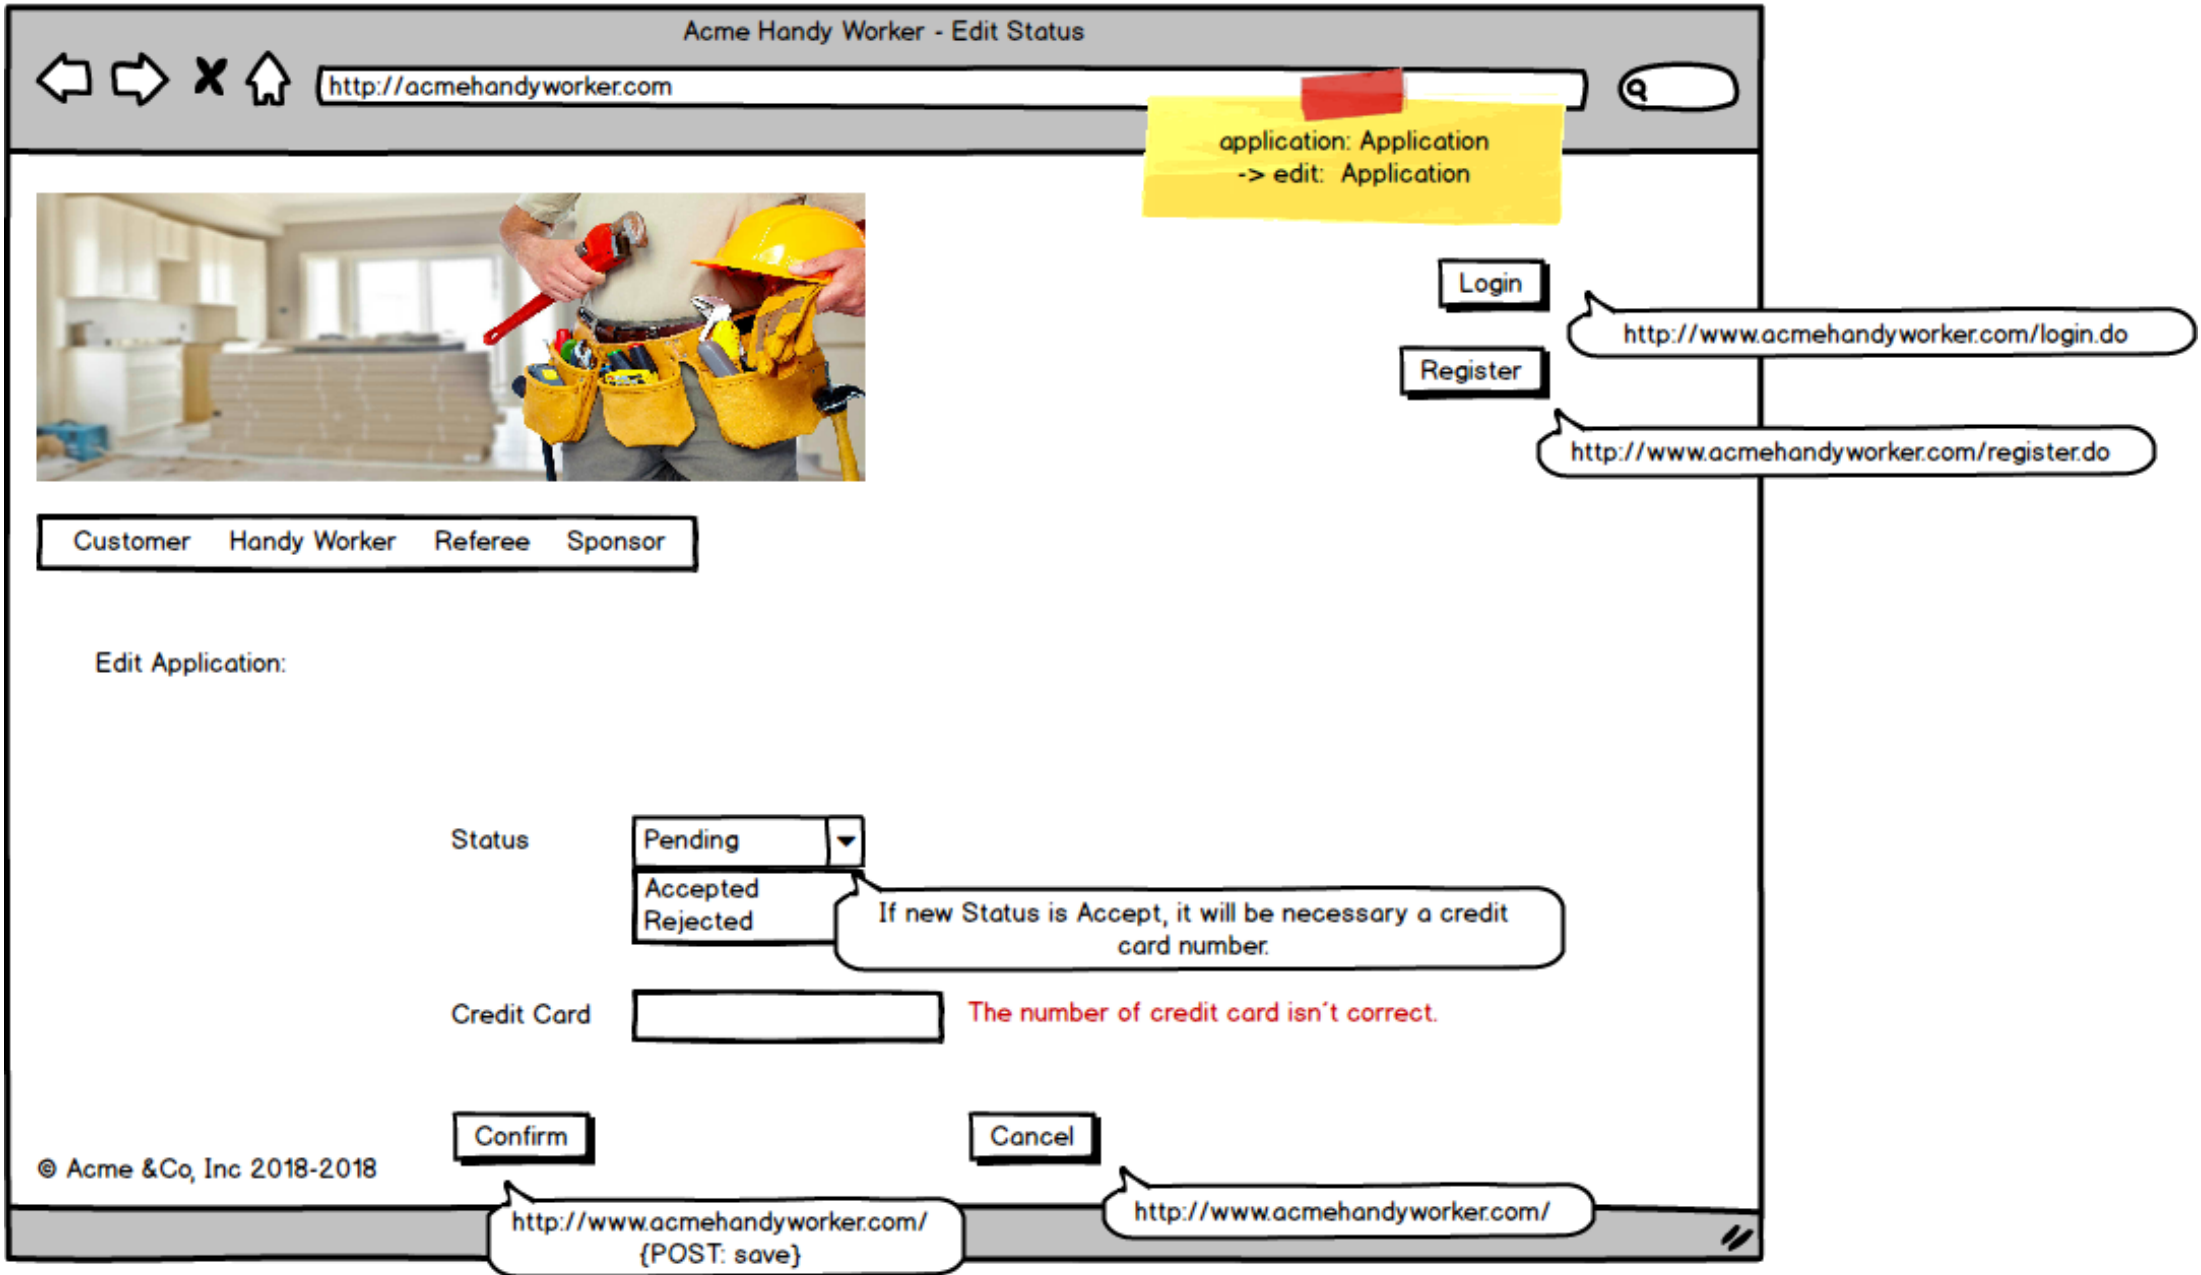 Acme Handy Worker - Edit Status
http://acmehandyworker.com
application: Application
-> edit: Application
Login
http://www.acmehandyworker.com/login.do
Register
http://www.acmehandyworker.com/register.do
Customer Handy Worker Referee Sponsor
Edit Application:
Status
Pending
Accepted
Rejected
If new Status is Accept, it will be necessary a credit
card number.
Credit Card
The number of credit card isn´t correct.
Confirm
Cancel
© Acme &Co, Inc 2018-2018
http://www.acmehandyworker.com/
{POST: save}
http://www.acmehandyworker.com/